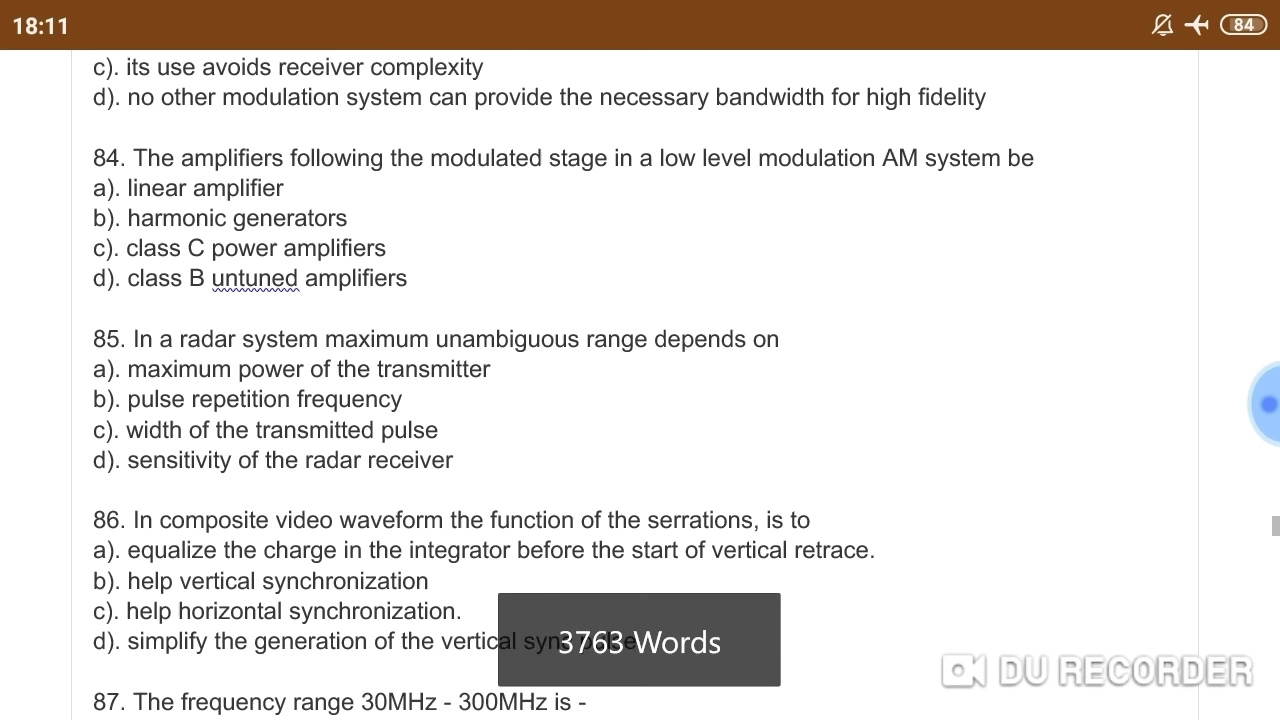 18:11
84
c). its use avoids receiver complexity
d). no other modulation system can provide the necessary bandwidth for high fidelity
84. The amplifiers following the modulated stage in a low level modulation AM system be
a). linear amplifier
b). harmonic generators
c). class C power amplifiers
d). class B untuned amplifiers
85. In a radar system maximum unambiguous range depends on
a). maximum power of the transmitter
b). pulse repetition frequency
c). width of the transmitted pulse
d). sensitivity of the radar receiver
86. In composite video waveform the function of the serrations, is to
a). equalize the charge in the integrator before the start of vertical retrace.
b). help vertical synchronization
c). help horizontal synchronization.
d). simplify the generation of the vertical sync
3763 Words
DU RECORDER
87. The frequency range 30MHz - 300MHz is -